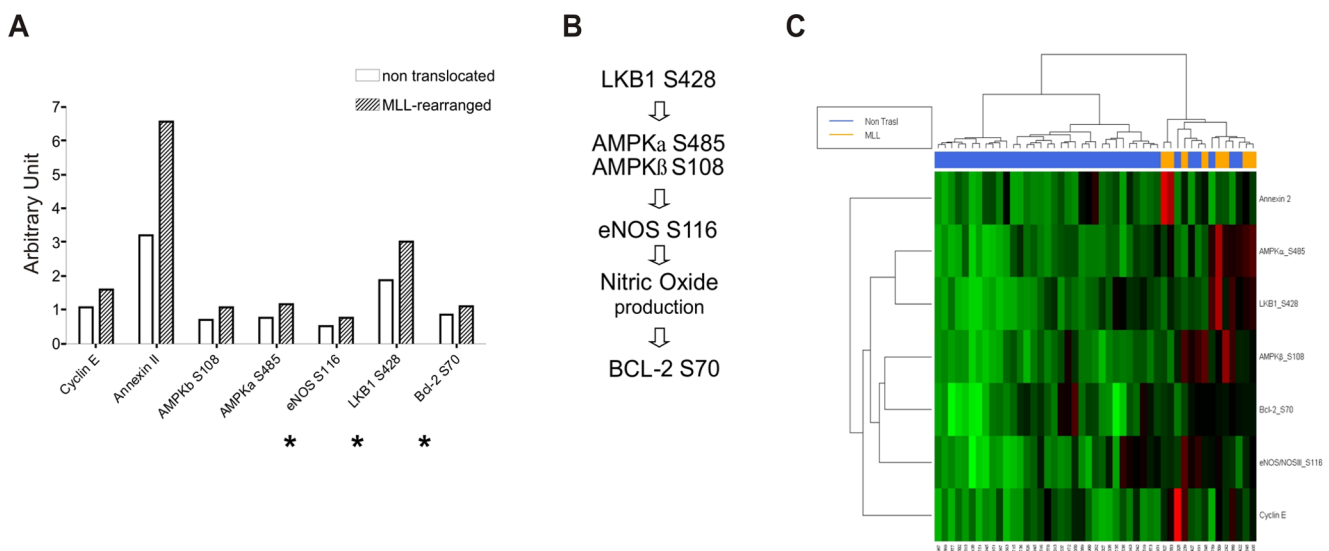 A
non translocated
MLL-rearranged
7
6
5
4
3
2
1
0
Arbitrary Unit
Cyclin E
Annexin II
AMPKb S108
AMPKa S485
eNOS S116
LKB1 S428
Bcl-2 S70
* * *
B
LKB1 S428
AMPKa S485
AMPKß S108
eNOS S116
Nitric Oxide
production
BCL-2 S70
C
Non Trasl
MLL
Annexin 2
AMPKα_S485
LKB1_S428
AMPKβ_S108
Bcl-2_S70
eNOS/NOSIII_S116
Cyclin E